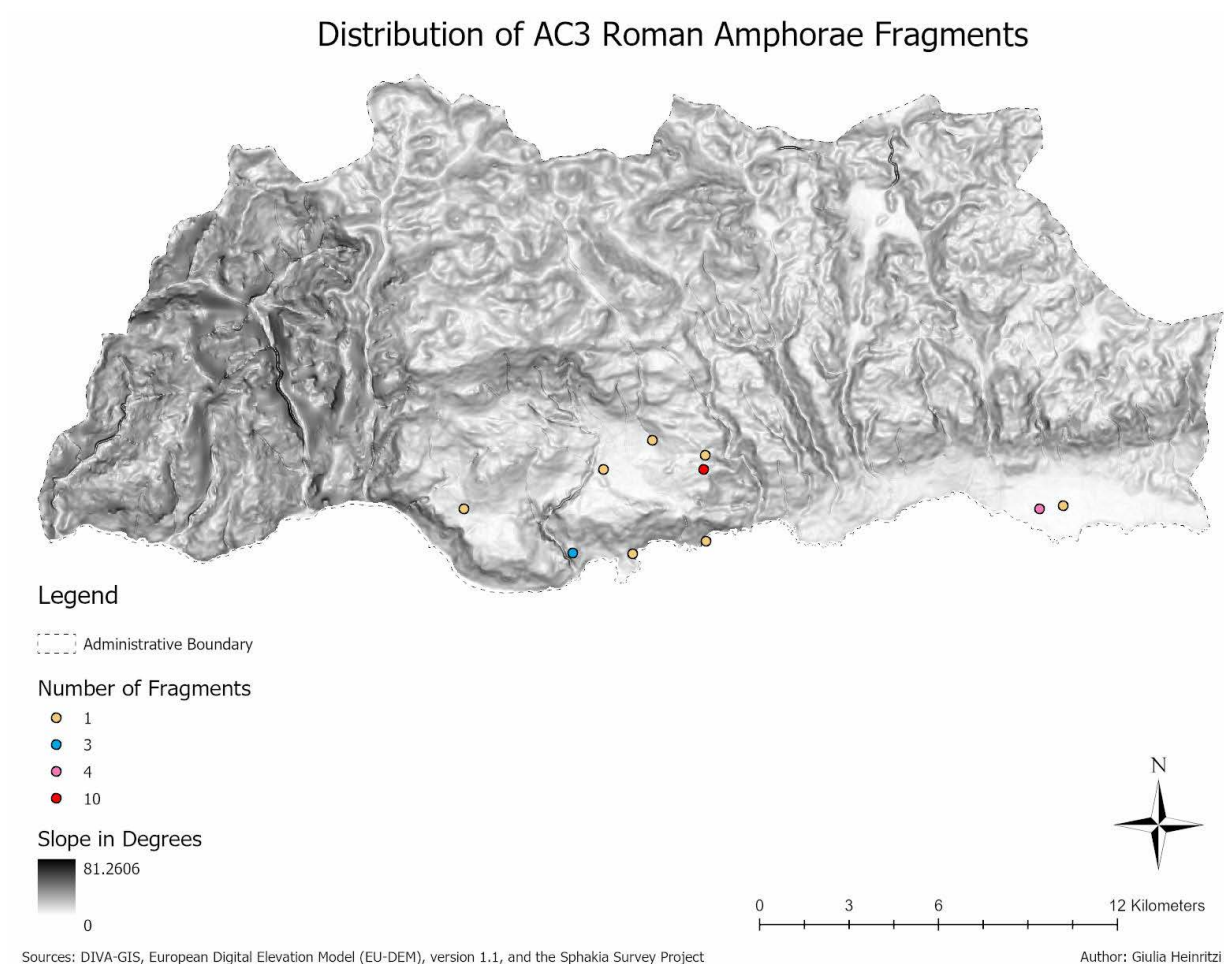 Distribution of AC3 Roman Amphorae Fragments
Legend
Administrative Boundary
Number of Fragments
1
3
4
10
Slope in Degrees
81.2606
0
N
0 3 6 12 Kilometers
Sources: DIVA-GIS, European Digital Elevation Model (EU-DEM), version 1.1, and the Sphakia Survey Project
Author: Giulia Heinritzi